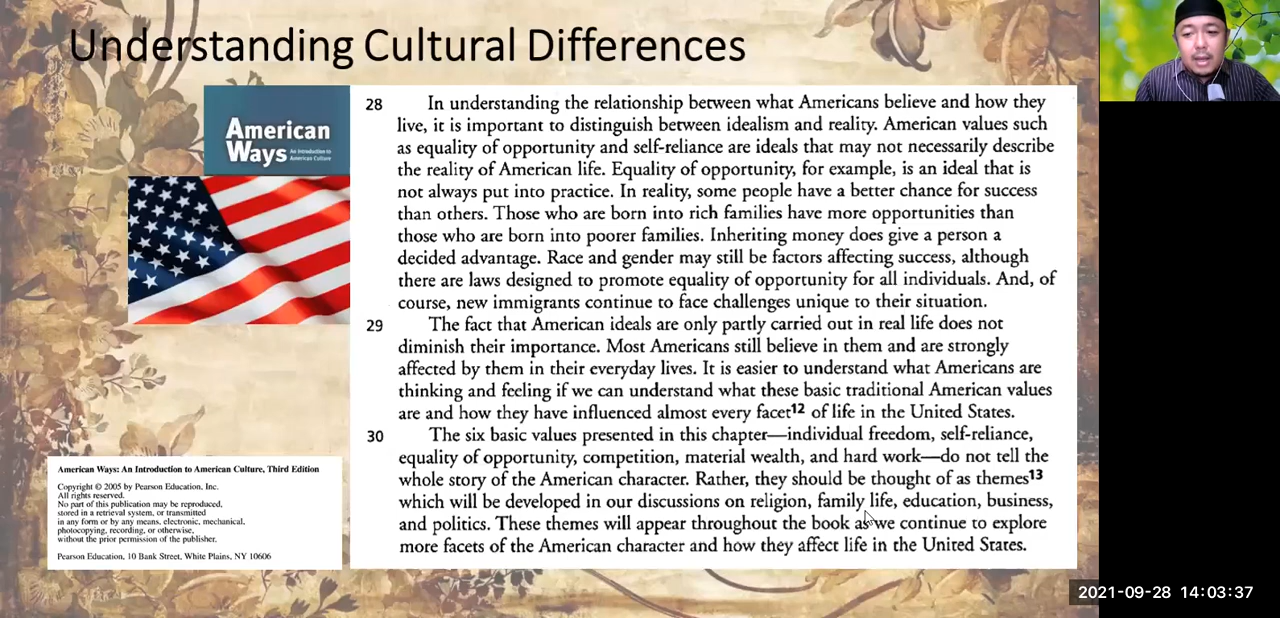 Understanding Cultural Differences
American
Ways
An Introduction to
American Culture
28 In understanding the relationship between what Americans believe and how they
live, it is important to distinguish between idealism and reality. American values such
as equality of opportunity and self-reliance are ideals that may not necessarily describe
the reality of American life. Equality of opportunity, for example, is an ideal that is
not always put into practice. In reality, some people have a better chance for success
than others. Those who are born into rich families have more opportunities than
those who are born into poorer families. Inheriting money does give a person a
decided advantage. Race and gender may still be factors affecting success, although
there are laws designed to promote equality of opportunity for all individuals. And, of
course, new immigrants continue to face challenges unique to their situation.
29 The fact that American ideals are only partly carried out in real life does not
diminish their importance. Most Americans still believe in them and are strongly
affected by them in their everyday lives. It is easier to understand what Americans are
thinking and feeling if we can understand what these basic traditional American values
are and how they have influenced almost every facet12 of life in the United States.
30 The six basic values presented in this chapter—individual freedom, self-reliance,
equality of opportunity, competition, material wealth, and hard work—do not tell the
whole story of the American character. Rather, they should be thought of as themes13
which will be developed in our discussions on religion, family life, education, business,
and politics. These themes will appear throughout the book as we continue to explore
more facets of the American character and how they affect life in the United States.
American Ways: An Introduction to American Culture, Third Edition
Copyright © 2005 by Pearson Education, Inc.
All rights reserved.
No part of this publication may be reproduced,
stored in a retrieval system, or transmitted
in any form or by any means, electronic, mechanical,
photocopying, recording, or otherwise,
without the prior permission of the publisher.
Pearson Education, 10 Bank Street, White Plains, NY 10606
2021-09-28 14:03:37